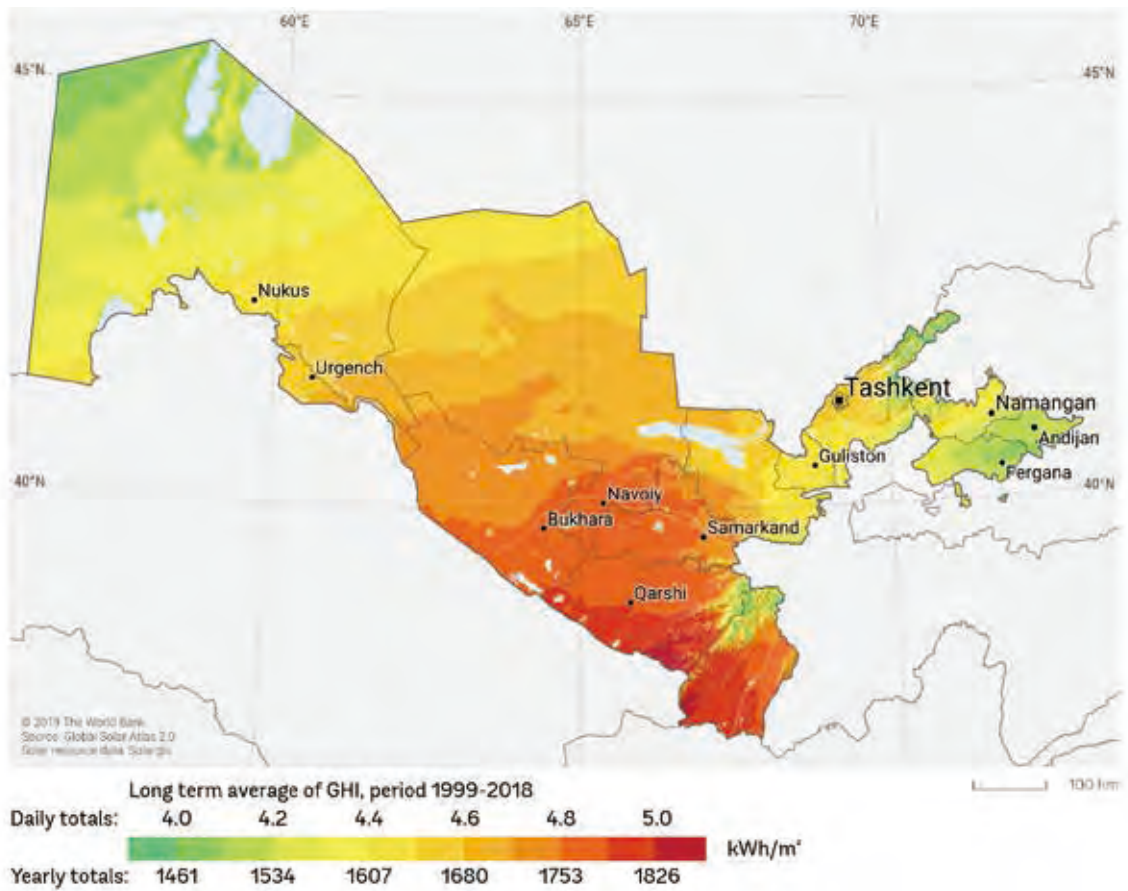 60°E 65°E 70°E
45°N 45°N
Nukus
Urgench
Tashkent
Namangan
Andijan
Guliston
Fergana
40°N 40°N
Navoiy
Bukhara
Samarkand
Qarshi
© 2019 The World Bank
Source: Global Solar Atlas 2.0
Solar resource data: Solargis
100 km
Long term average of GHI, period 1999-2018
Daily totals: 4.0 4.2 4.4 4.6 4.8 5.0
kWh/m²
Yearly totals: 1461 1534 1607 1680 1753 1826